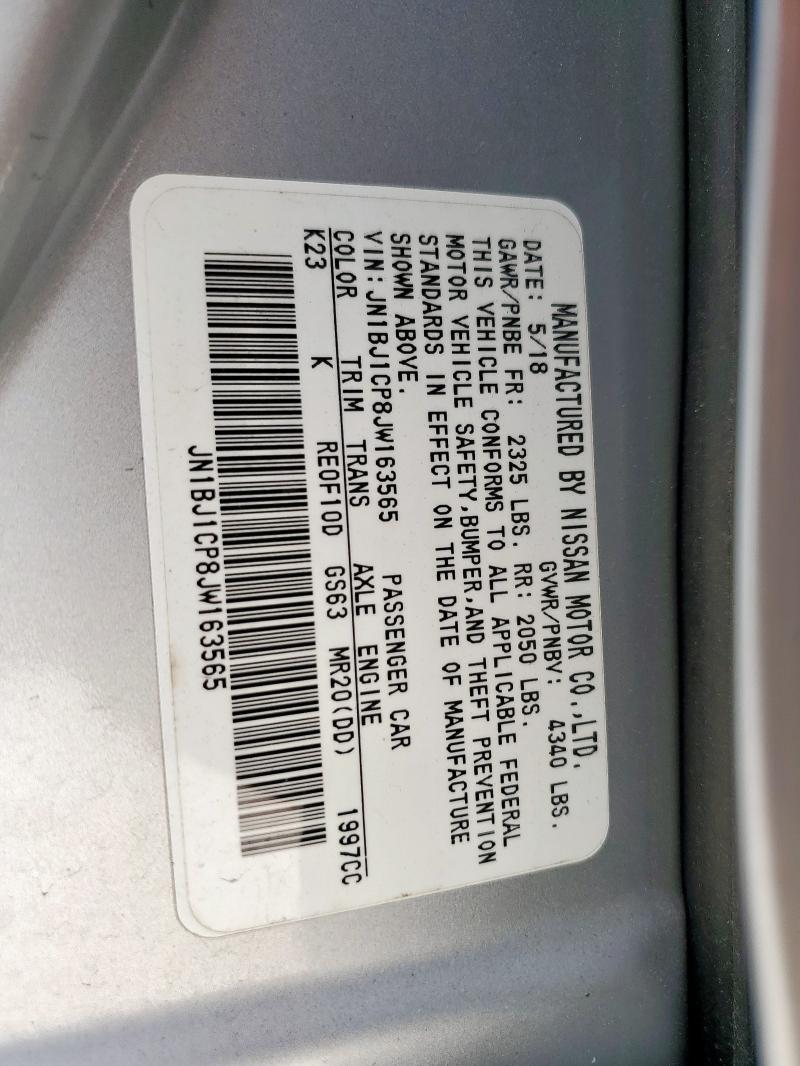 MANUFACTURED BY NISSAN MOTOR CO.,LTD.
DATE: 5/18 GVWR/PNBV: 4340 LBS.
GAWR/PNBE FR: 2325 LBS. RR: 2050 LBS.
THIS VEHICLE CONFORMS TO ALL APPLICABLE FEDERAL
MOTOR VEHICLE SAFETY,BUMPER,AND THEFT PREVENTION
STANDARDS IN EFFECT ON THE DATE OF MANUFACTURE
SHOWN ABOVE.
VIN:JN1BJ1CP8JW163565 PASSENGER CAR
COLOR TRIM TRANS AXLE ENGINE
K23 K RE0F10D GS63 MR20(DD) 1997CC
JN1BJ1CP8JW163565